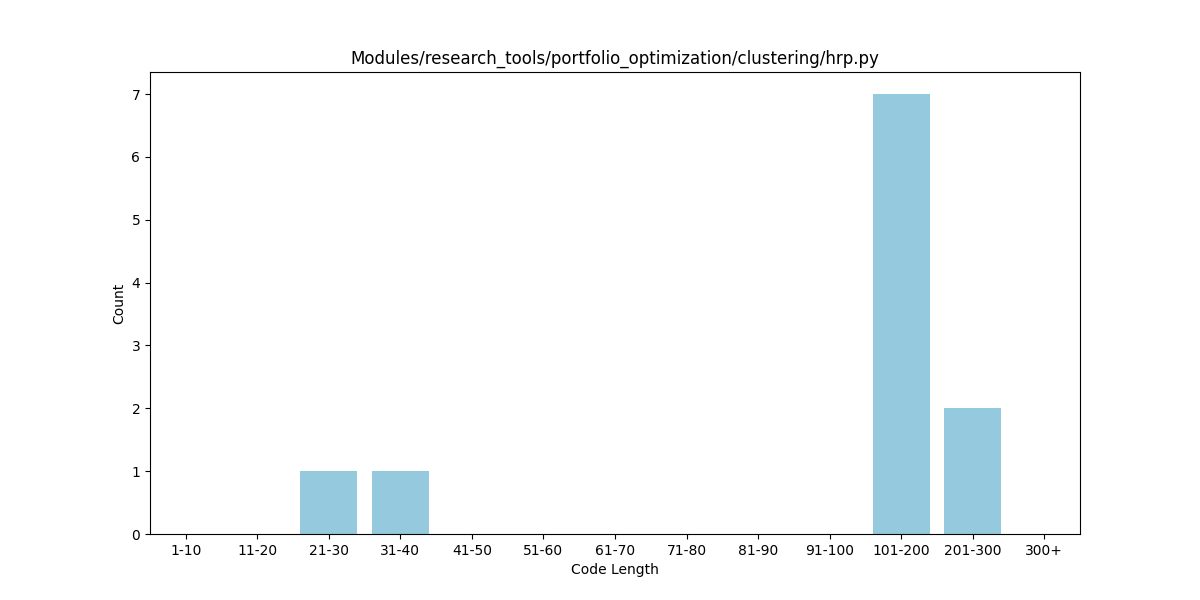 Modules/research_tools/portfolio_optimization/clustering/hrp.py
7
6
5
4
3
2
1
0
Count
1-10 11-20 21-30 31-40 41-50 51-60 61-70 71-80 81-90 91-100 101-200 201-300 300+
Code Length